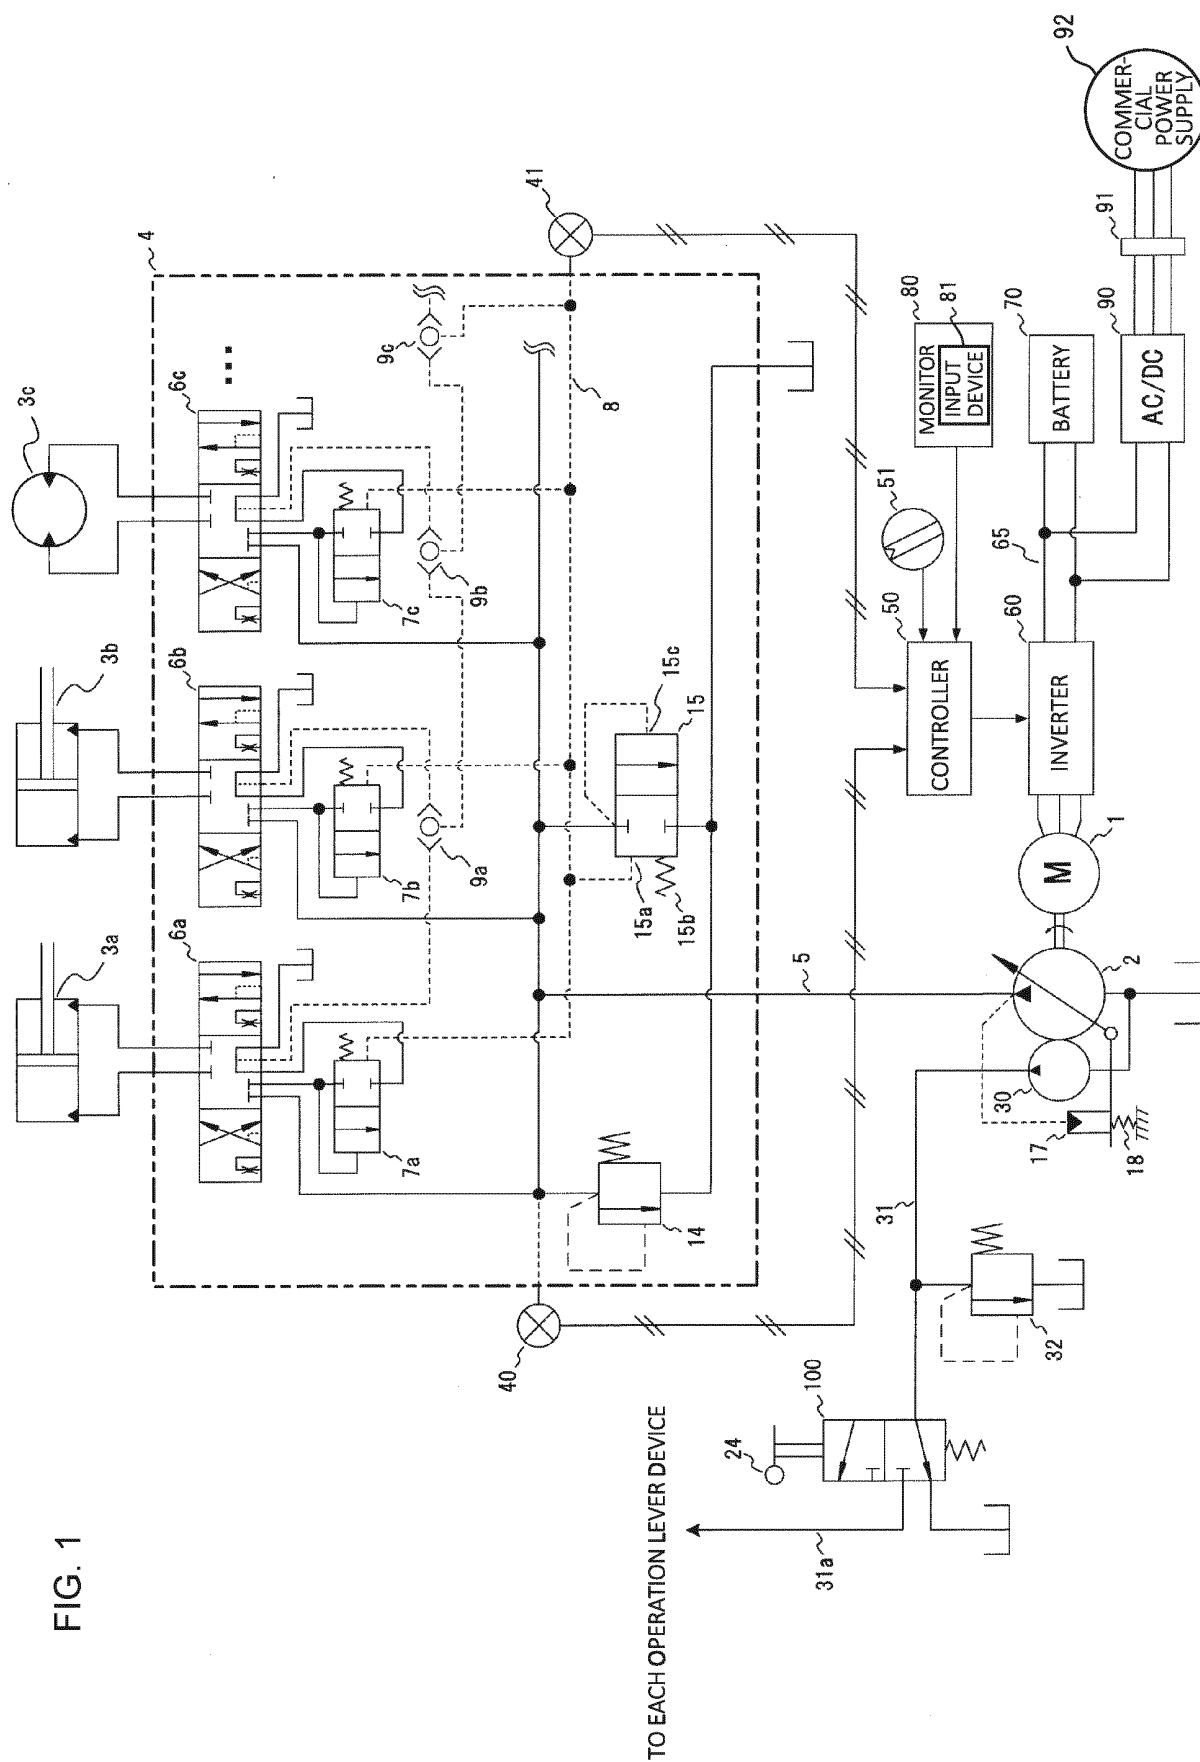 FIG. 1
3a
3b
3c
4
6a
6b
6c
7a
7b
7c
9a
9b
9c
8
41
40
14
15a
15b
15c
15
5
51
50
CONTROLLER
80
MONITOR
81
INPUT
DEVICE
60
INVERTER
65
70
BATTERY
90
AC/DC
91
92
COMMER-
CIAL
POWER
SUPPLY
1
M
2
30
17
18
31
32
100
24
31a
TO EACH OPERATION LEVER DEVICE